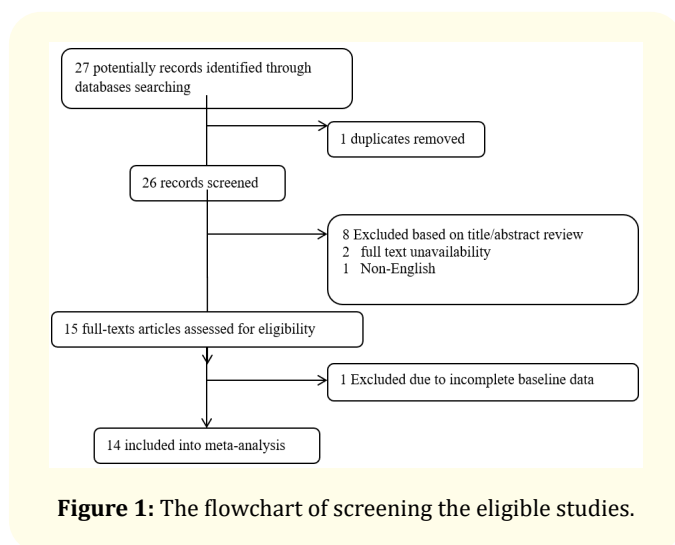 27 potentially records identified through
databases searching
1 duplicates removed
26 records screened
8 Excluded based on title/abstract review
2 full text unavailability
1 Non-English
15 full-texts articles assessed for eligibility
1 Excluded due to incomplete baseline data
14 included into meta-analysis
Figure 1: The flowchart of screening the eligible studies.